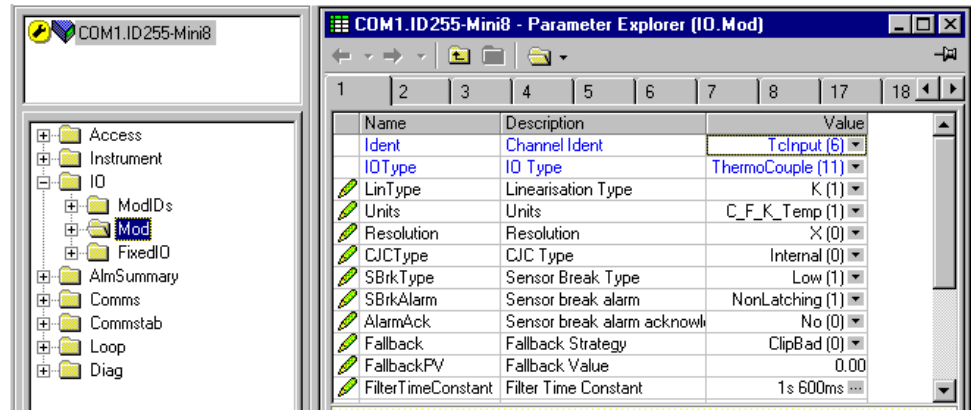 COM1.ID255-Mini8
Access
Instrument
IO
ModIDs
Mod
FixedIO
AlmSummary
Comms
Commstab
Loop
Diag
COM1.ID255-Mini8 - Parameter Explorer (IO.Mod)
1 2 3 4 5 6 7 8 17 18
Name Description Value
Ident Channel Ident TcInput (6)
IOType IO Type ThermoCouple (11)
LinType Linearisation Type K (1)
Units Units C_F_K_Temp (1)
Resolution Resolution X (0)
CJCType CJC Type Internal (0)
SBrkType Sensor Break Type Low (1)
SBrkAlarm Sensor break alarm NonLatching (1)
AlarmAck Sensor break alarm acknowl No (0)
Fallback Fallback Strategy ClipBad (0)
FallbackPV Fallback Value 0.00
FilterTimeConstant Filter Time Constant 1s 600ms